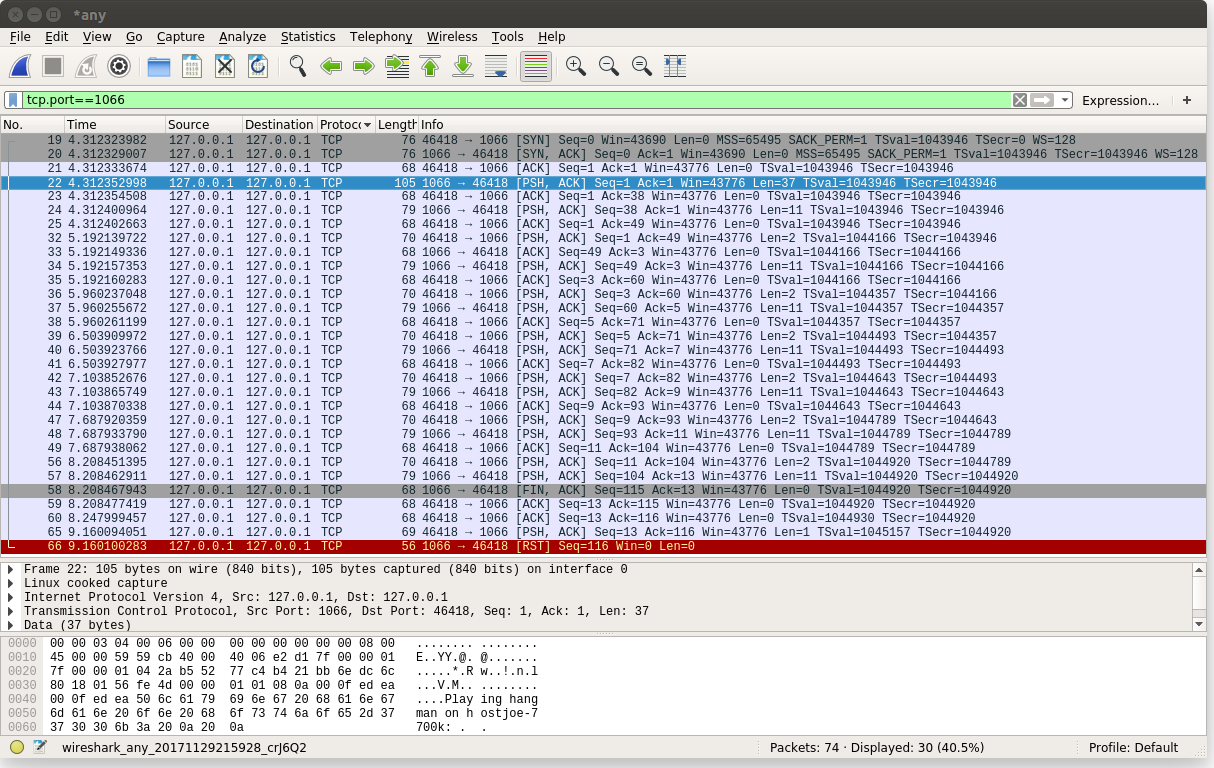 *any
File Edit View Go Capture Analyze Statistics Telephony Wireless Tools Help
tcp.port==1066 Expression... +
No. Time Source Destination Protoc Length Info
19 4.312323982 127.0.0.1 127.0.0.1 TCP 76 46418 → 1066 [SYN] Seq=0 Win=43690 Len=0 MSS=65495 SACK_PERM=1 TSval=1043946 TSecr=0 WS=128
20 4.312329007 127.0.0.1 127.0.0.1 TCP 76 1066 → 46418 [SYN, ACK] Seq=0 Ack=1 Win=43690 Len=0 MSS=65495 SACK_PERM=1 TSval=1043946 TSecr=1043946 WS=128
21 4.312333674 127.0.0.1 127.0.0.1 TCP 68 46418 → 1066 [ACK] Seq=1 Ack=1 Win=43776 Len=0 TSval=1043946 TSecr=1043946
22 4.312352998 127.0.0.1 127.0.0.1 TCP 105 1066 → 46418 [PSH, ACK] Seq=1 Ack=1 Win=43776 Len=37 TSval=1043946 TSecr=1043946
23 4.312354508 127.0.0.1 127.0.0.1 TCP 68 46418 → 1066 [ACK] Seq=1 Ack=38 Win=43776 Len=0 TSval=1043946 TSecr=1043946
24 4.312400964 127.0.0.1 127.0.0.1 TCP 79 1066 → 46418 [PSH, ACK] Seq=38 Ack=1 Win=43776 Len=11 TSval=1043946 TSecr=1043946
25 4.312402663 127.0.0.1 127.0.0.1 TCP 68 46418 → 1066 [ACK] Seq=1 Ack=49 Win=43776 Len=0 TSval=1043946 TSecr=1043946
32 5.192139722 127.0.0.1 127.0.0.1 TCP 70 46418 → 1066 [PSH, ACK] Seq=1 Ack=49 Win=43776 Len=2 TSval=1044166 TSecr=1043946
33 5.192149336 127.0.0.1 127.0.0.1 TCP 68 1066 → 46418 [ACK] Seq=49 Ack=3 Win=43776 Len=0 TSval=1044166 TSecr=1044166
34 5.192157353 127.0.0.1 127.0.0.1 TCP 79 1066 → 46418 [PSH, ACK] Seq=49 Ack=3 Win=43776 Len=11 TSval=1044166 TSecr=1044166
35 5.192160283 127.0.0.1 127.0.0.1 TCP 68 46418 → 1066 [ACK] Seq=3 Ack=60 Win=43776 Len=0 TSval=1044166 TSecr=1044166
36 5.960237048 127.0.0.1 127.0.0.1 TCP 70 46418 → 1066 [PSH, ACK] Seq=3 Ack=60 Win=43776 Len=2 TSval=1044357 TSecr=1044166
37 5.960255672 127.0.0.1 127.0.0.1 TCP 79 1066 → 46418 [PSH, ACK] Seq=60 Ack=5 Win=43776 Len=11 TSval=1044357 TSecr=1044357
38 5.960261199 127.0.0.1 127.0.0.1 TCP 68 46418 → 1066 [ACK] Seq=5 Ack=71 Win=43776 Len=0 TSval=1044357 TSecr=1044357
39 6.503909972 127.0.0.1 127.0.0.1 TCP 70 46418 → 1066 [PSH, ACK] Seq=5 Ack=71 Win=43776 Len=2 TSval=1044493 TSecr=1044357
40 6.503923766 127.0.0.1 127.0.0.1 TCP 79 1066 → 46418 [PSH, ACK] Seq=71 Ack=7 Win=43776 Len=11 TSval=1044493 TSecr=1044493
41 6.503927977 127.0.0.1 127.0.0.1 TCP 68 46418 → 1066 [ACK] Seq=7 Ack=82 Win=43776 Len=0 TSval=1044493 TSecr=1044493
42 7.103852676 127.0.0.1 127.0.0.1 TCP 70 46418 → 1066 [PSH, ACK] Seq=7 Ack=82 Win=43776 Len=2 TSval=1044643 TSecr=1044493
43 7.103865749 127.0.0.1 127.0.0.1 TCP 79 1066 → 46418 [PSH, ACK] Seq=82 Ack=9 Win=43776 Len=11 TSval=1044643 TSecr=1044643
44 7.103870338 127.0.0.1 127.0.0.1 TCP 68 46418 → 1066 [ACK] Seq=9 Ack=93 Win=43776 Len=0 TSval=1044643 TSecr=1044643
47 7.687920359 127.0.0.1 127.0.0.1 TCP 70 46418 → 1066 [PSH, ACK] Seq=9 Ack=93 Win=43776 Len=2 TSval=1044789 TSecr=1044643
48 7.687933790 127.0.0.1 127.0.0.1 TCP 79 1066 → 46418 [PSH, ACK] Seq=93 Ack=11 Win=43776 Len=11 TSval=1044789 TSecr=1044789
49 7.687938062 127.0.0.1 127.0.0.1 TCP 68 46418 → 1066 [ACK] Seq=11 Ack=104 Win=43776 Len=0 TSval=1044789 TSecr=1044789
56 8.208451395 127.0.0.1 127.0.0.1 TCP 70 46418 → 1066 [PSH, ACK] Seq=11 Ack=104 Win=43776 Len=2 TSval=1044920 TSecr=1044789
57 8.208462911 127.0.0.1 127.0.0.1 TCP 79 1066 → 46418 [PSH, ACK] Seq=104 Ack=13 Win=43776 Len=11 TSval=1044920 TSecr=1044920
58 8.208467943 127.0.0.1 127.0.0.1 TCP 68 1066 → 46418 [FIN, ACK] Seq=115 Ack=13 Win=43776 Len=0 TSval=1044920 TSecr=1044920
59 8.208477419 127.0.0.1 127.0.0.1 TCP 68 46418 → 1066 [ACK] Seq=13 Ack=115 Win=43776 Len=0 TSval=1044920 TSecr=1044920
60 8.247999457 127.0.0.1 127.0.0.1 TCP 68 46418 → 1066 [ACK] Seq=13 Ack=116 Win=43776 Len=0 TSval=1044930 TSecr=1044920
65 9.160094051 127.0.0.1 127.0.0.1 TCP 69 46418 → 1066 [PSH, ACK] Seq=13 Ack=116 Win=43776 Len=1 TSval=1045157 TSecr=1044920
66 9.160100283 127.0.0.1 127.0.0.1 TCP 56 1066 → 46418 [RST] Seq=116 Win=0 Len=0
Frame 22: 105 bytes on wire (840 bits), 105 bytes captured (840 bits) on interface 0
Linux cooked capture
Internet Protocol Version 4, Src: 127.0.0.1, Dst: 127.0.0.1
Transmission Control Protocol, Src Port: 1066, Dst Port: 46418, Seq: 1, Ack: 1, Len: 37
Data (37 bytes)
0000 00 00 03 04 00 06 00 00 00 00 00 00 00 00 08 00 ........ ........
0010 45 00 00 59 59 cb 40 00 40 06 e2 d1 7f 00 00 01 E..YY.@. @.......
0020 7f 00 00 01 04 2a b5 52 77 c4 b4 21 bb 6e dc 6c .....*.R w..!.n.l
0030 80 18 01 56 fe 4d 00 00 01 01 08 0a 00 0f ed ea ...V.M.. ........
0040 00 0f ed ea 50 6c 61 79 69 6e 67 20 68 61 6e 67 ....Play ing hang
0050 6d 61 6e 20 6f 6e 20 68 6f 73 74 6a 6f 65 2d 37 man on h ostjoe-7
0060 37 30 30 6b 3a 20 0a 20 0a 700k: . .
wireshark_any_20171129215928_crJ6Q2 Packets: 74 · Displayed: 30 (40.5%) Profile: Default